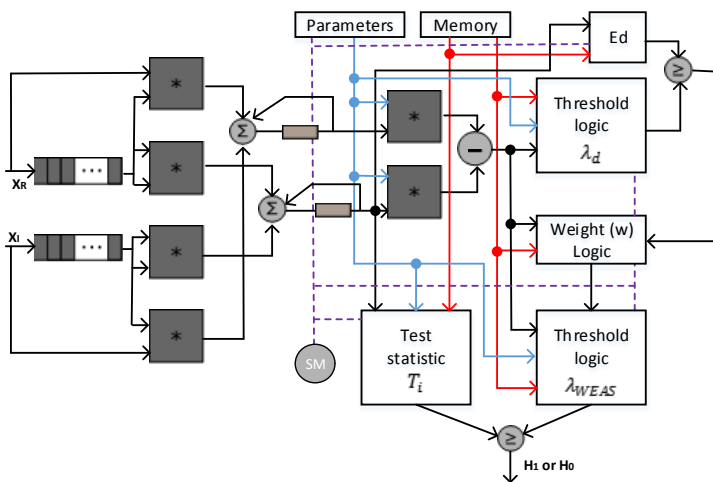 Parameters
Memory
Ed
≥
*
Σ
*
Threshold
logic
λd
*
−
XR
...
*
Σ
*
XI
...
*
Weight (w)
Logic
*
SM
Test
statistic
Ti
Threshold
logic
λWEAS
≥
H1 or H0